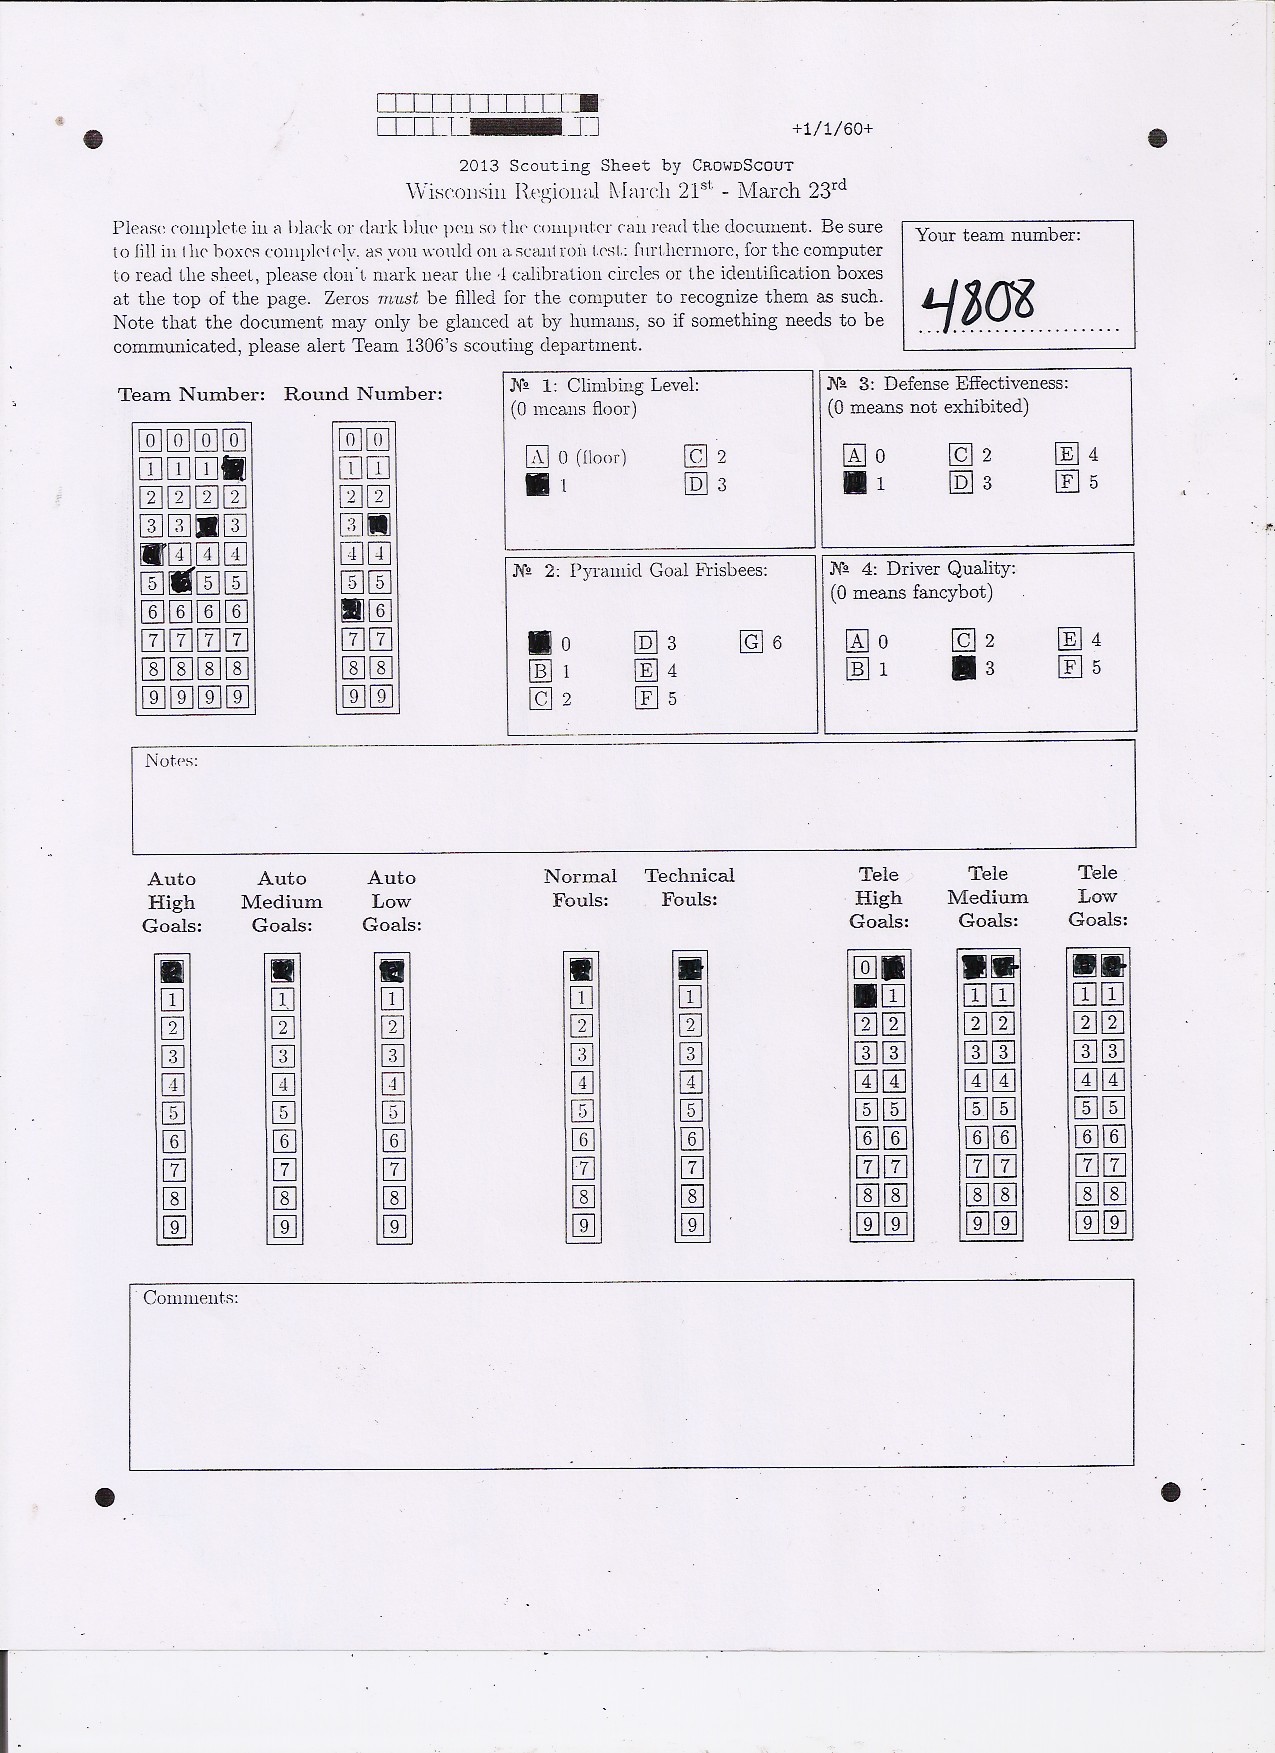 +1/1/60+
2013 Scouting Sheet by CROWDSCOUT
Wisconsin Regional March 21st - March 23rd
Please complete in a black or dark blue pen so the computer can read the document. Be sure
to fill in the boxes completely, as you would on a scantron test; furthermore, for the computer
to read the sheet, please don't mark near the 4 calibration circles or the identification boxes
at the top of the page. Zeros must be filled for the computer to recognize them as such.
Note that the document may only be glanced at by humans, so if something needs to be
communicated, please alert Team 1306's scouting department.
Your team number:
4808
Team Number: Round Number:
0 0 0 0 0 0
1 1 1 1 1
2 2 2 2 2 2
3 3 3 3
4 4 4 4 4
5 5 5 5 5
6 6 6 6 6
7 7 7 7 7 7
8 8 8 8 8 8
9 9 9 9 9 9
№ 1: Climbing Level:
(0 means floor)
A 0 (floor) C 2
1 D 3
№ 3: Defense Effectiveness:
(0 means not exhibited)
A 0 C 2 E 4
1 D 3 F 5
№ 2: Pyramid Goal Frisbees:
0 D 3 G 6
B 1 E 4
C 2 F 5
№ 4: Driver Quality:
(0 means fancybot)
A 0 C 2 E 4
B 1 3 F 5
Notes:
Auto High Goals: Auto Medium Goals: Auto Low Goals: Normal Fouls: Technical Fouls: Tele High Goals: Tele Medium Goals: Tele Low Goals:
0
1 1 1 1 1 1 1 1 1 1
2 2 2 2 2 2 2 2 2 2 2
3 3 3 3 3 3 3 3 3 3 3
4 4 4 4 4 4 4 4 4 4 4
5 5 5 5 5 5 5 5 5 5 5
6 6 6 6 6 6 6 6 6 6 6
7 7 7 7 7 7 7 7 7 7 7
8 8 8 8 8 8 8 8 8 8 8
9 9 9 9 9 9 9 9 9 9 9
Comments: